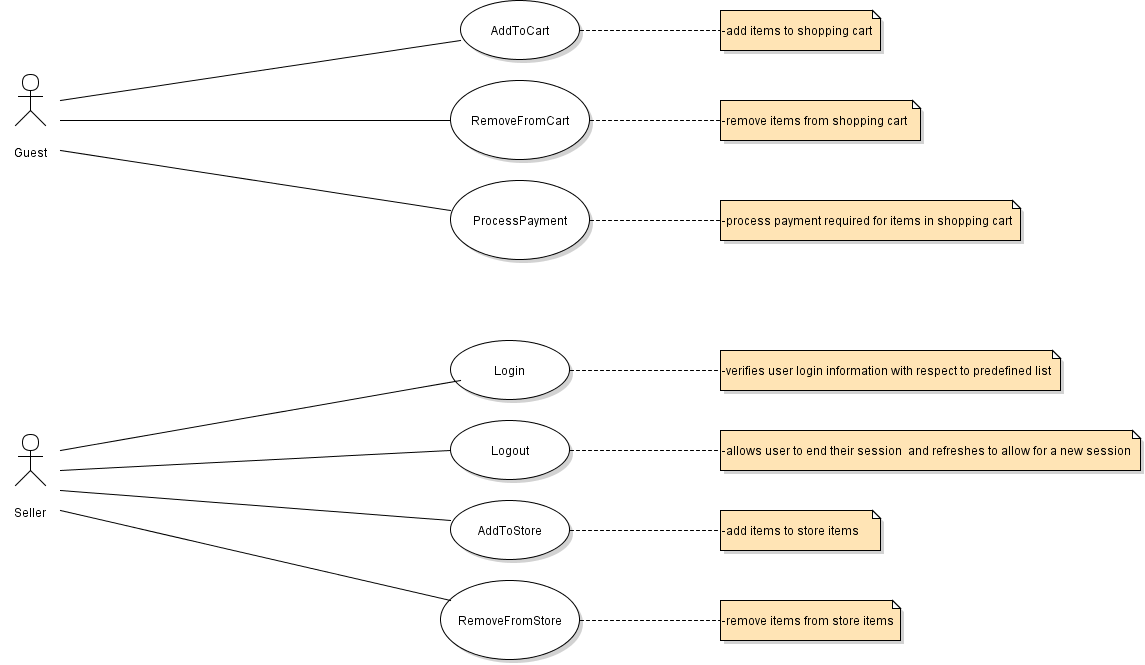 AddToCart
-add items to shopping cart
RemoveFromCart
-remove items from shopping cart
Guest
ProcessPayment
-process payment required for items in shopping cart
Login
-verifies user login information with respect to predefined list
Logout
-allows user to end their session  and refreshes to allow for a new session
Seller
AddToStore
-add items to store items
RemoveFromStore
-remove items from store items